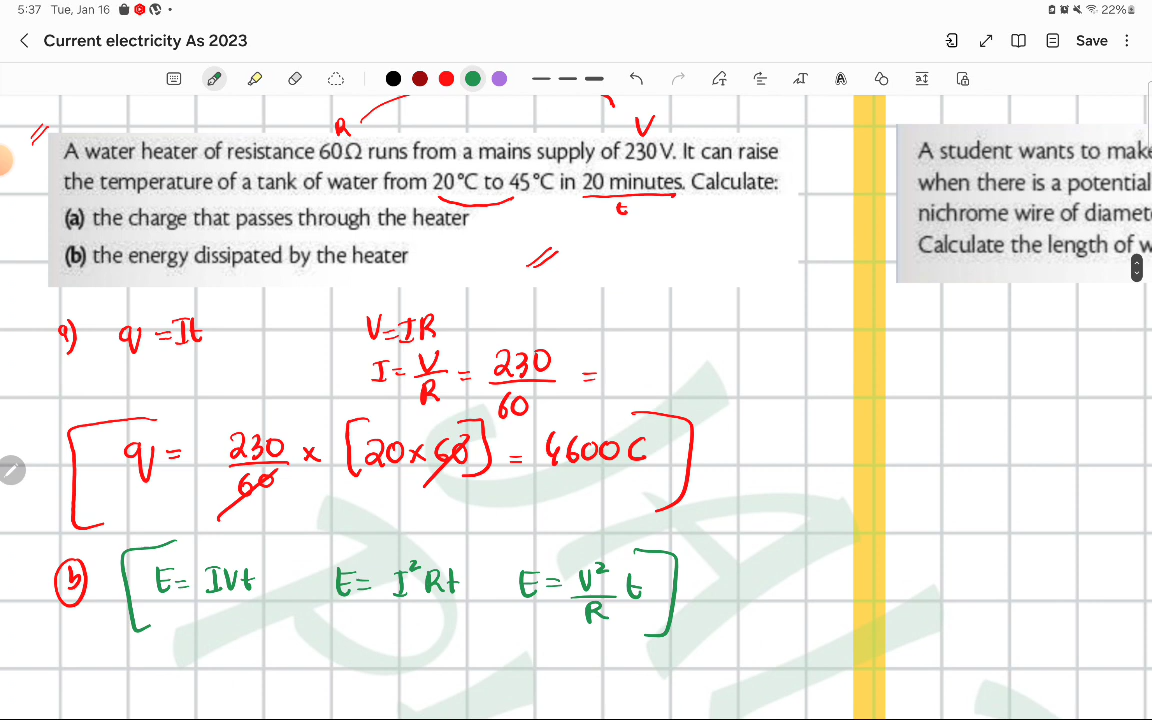 5:37 Tue, Jan 16 22%
Current electricity As 2023 Save
R V
A water heater of resistance 60Ω runs from a mains supply of 230V. It can raise
the temperature of a tank of water from 20°C to 45°C in 20 minutes. Calculate:
t
(a) the charge that passes through the heater
(b) the energy dissipated by the heater
A student wants to make
when there is a potential
nichrome wire of diamet
Calculate the length of w
a) q = It V = IR
I = V/R = 230/60 =
q = 230/60 × [20 × 60] = 4600 C
b) E = IVt E = I²Rt E = V²/R t